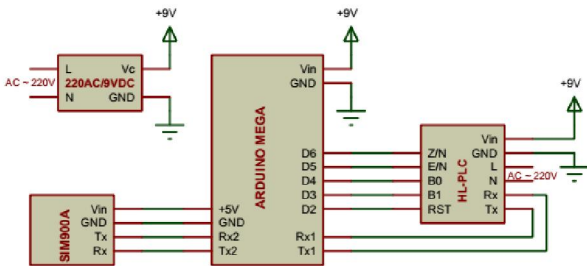 +9V
L Vc
AC ~ 220V
220AC/9VDC
N GND
+9V
Vin
GND
ARDUINO MEGA
D6
D5
D4
D3
D2
+5V
GND
Rx2 Rx1
Tx2 Tx1
SIM900A
Vin
GND
Tx
Rx
+9V
HL-PLC
Vin
Z/N GND
E/N L
AC ~ 220V
B0 N
B1 Rx
RST Tx